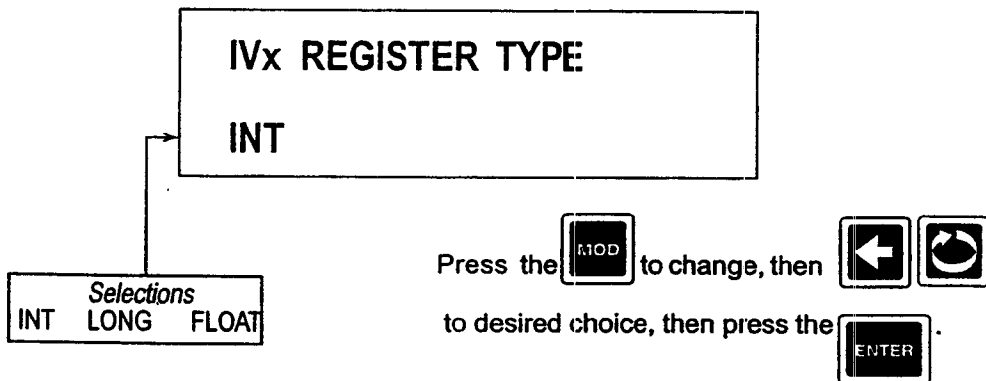 IVx REGISTER TYPE
INT
Press the MOD to change, then
Selections
INT LONG FLOAT
to desired choice, then press the ENTER .